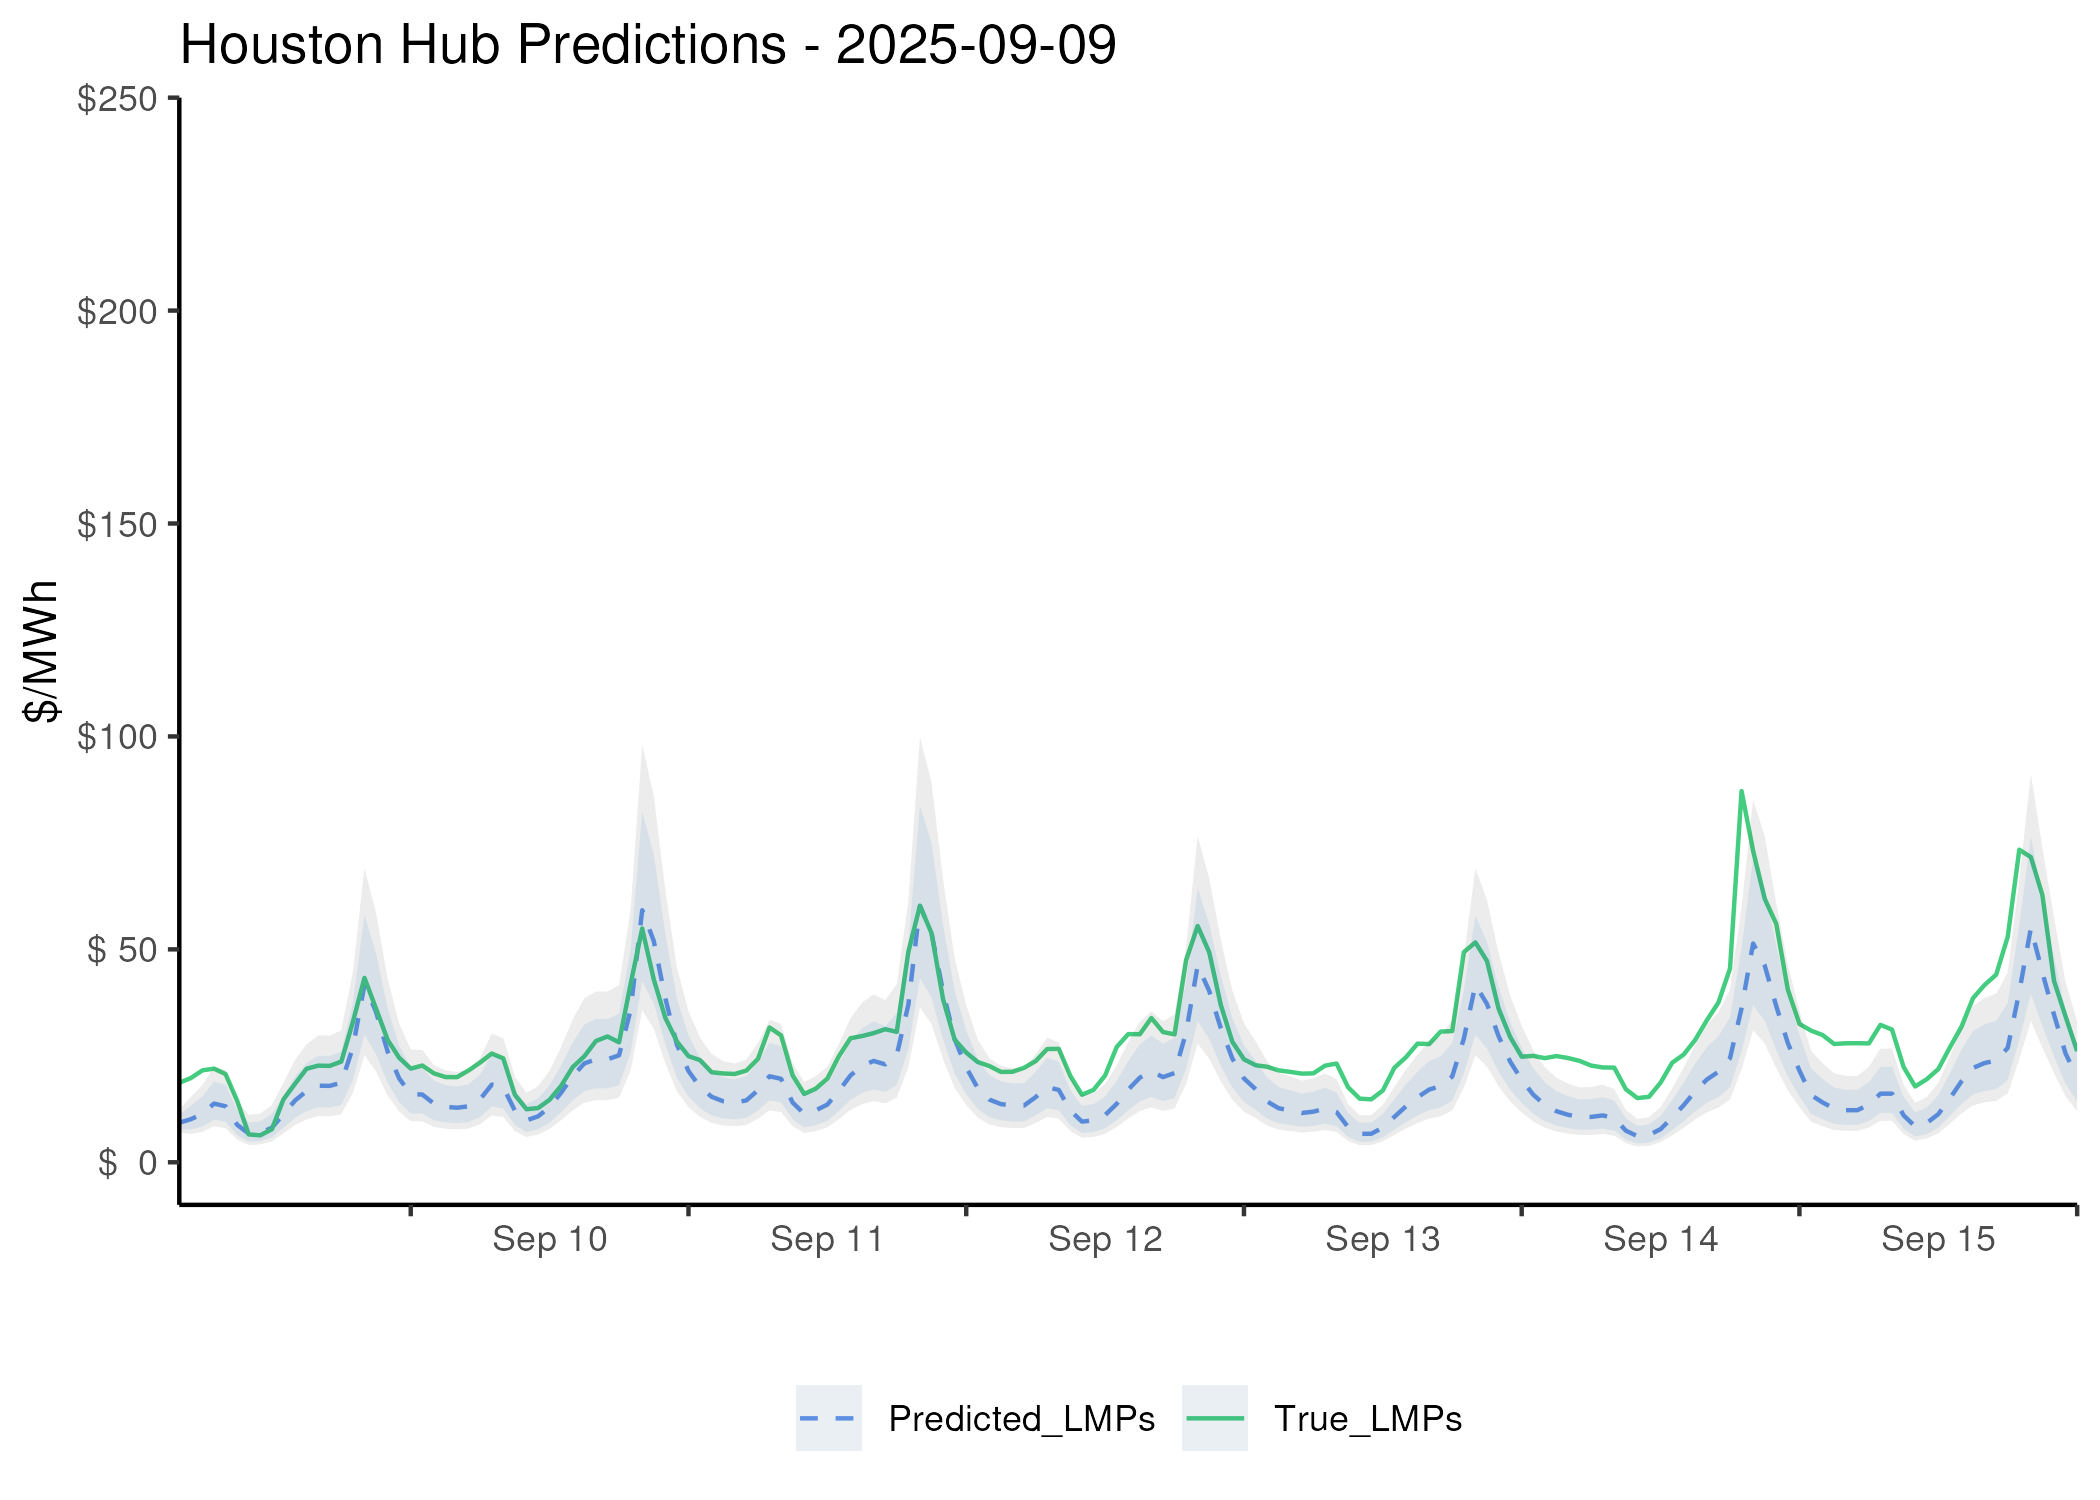 Houston Hub Predictions - 2025-09-09
$250
$200
$150
$100
$ 50
$  0
$/MWh
Sep 10 Sep 11 Sep 12 Sep 13 Sep 14 Sep 15
Predicted_LMPs True_LMPs